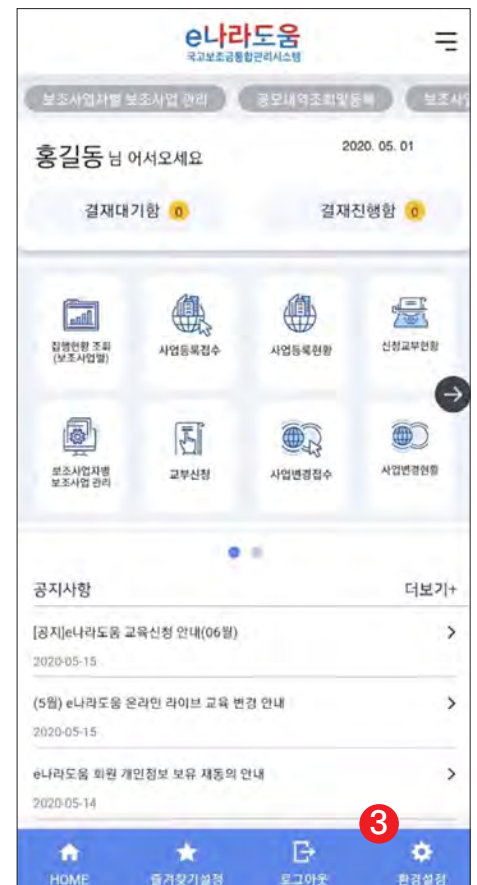 e나라도움
국고보조금통합관리시스템
보조사업자별 보조사업 관리 공모내역조회및등록 보조사업
홍길동 님 어서오세요 2020. 05. 01
결재대기함 0 결재진행함 0
집행현황 조회
(보조사업별)
사업등록접수 사업등록현황 신청교부현황
보조사업자별
보조사업 관리
교부신청 사업변경접수 사업변경현황
공지사항 더보기+
[공지]e나라도움 교육신청 안내(06월)
2020-05-15
(5월) e나라도움 온라인 라이브 교육 변경 안내
2020-05-15
e나라도움 회원 개인정보 보유 재동의 안내
2020-05-14
3
HOME 즐겨찾기설정 로그아웃 환경설정